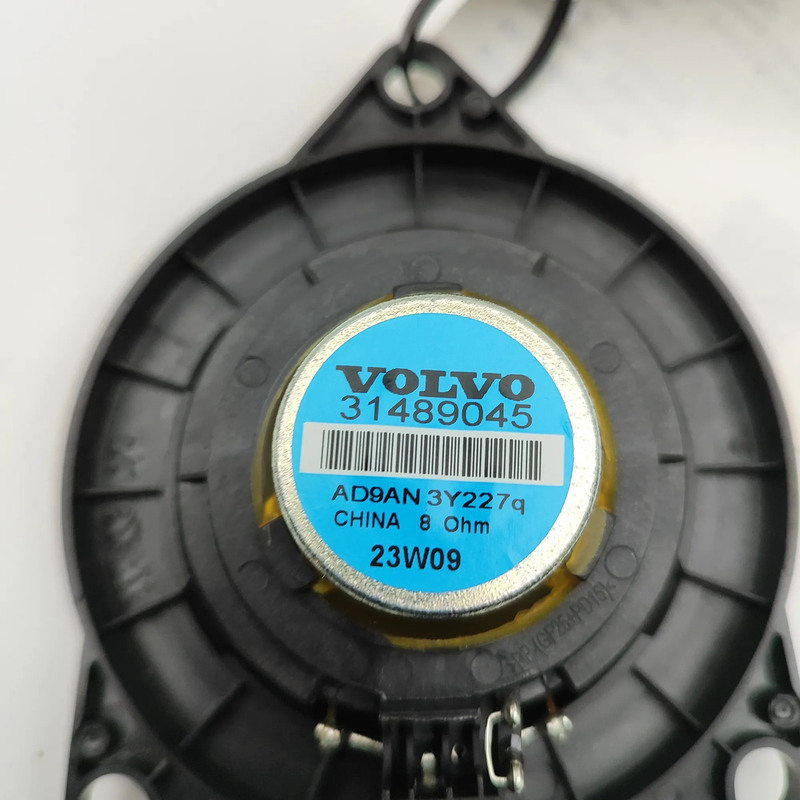 VOLVO
31489045
AD9AN 3Y227q
CHINA 8 Ohm
23W09